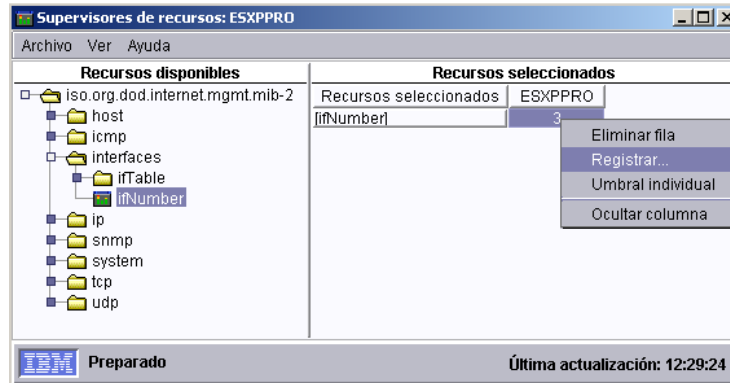 Supervisores de recursos: ESXPPRO
Archivo Ver Ayuda
Recursos disponibles
iso.org.dod.internet.mgmt.mib-2
host
icmp
interfaces
ifTable
ifNumber
ip
snmp
system
tcp
udp
Recursos seleccionados
Recursos seleccionados ESXPPRO
[ifNumber] 3
Eliminar fila
Registrar...
Umbral individual
Ocultar columna
IBM Preparado Última actualización: 12:29:24